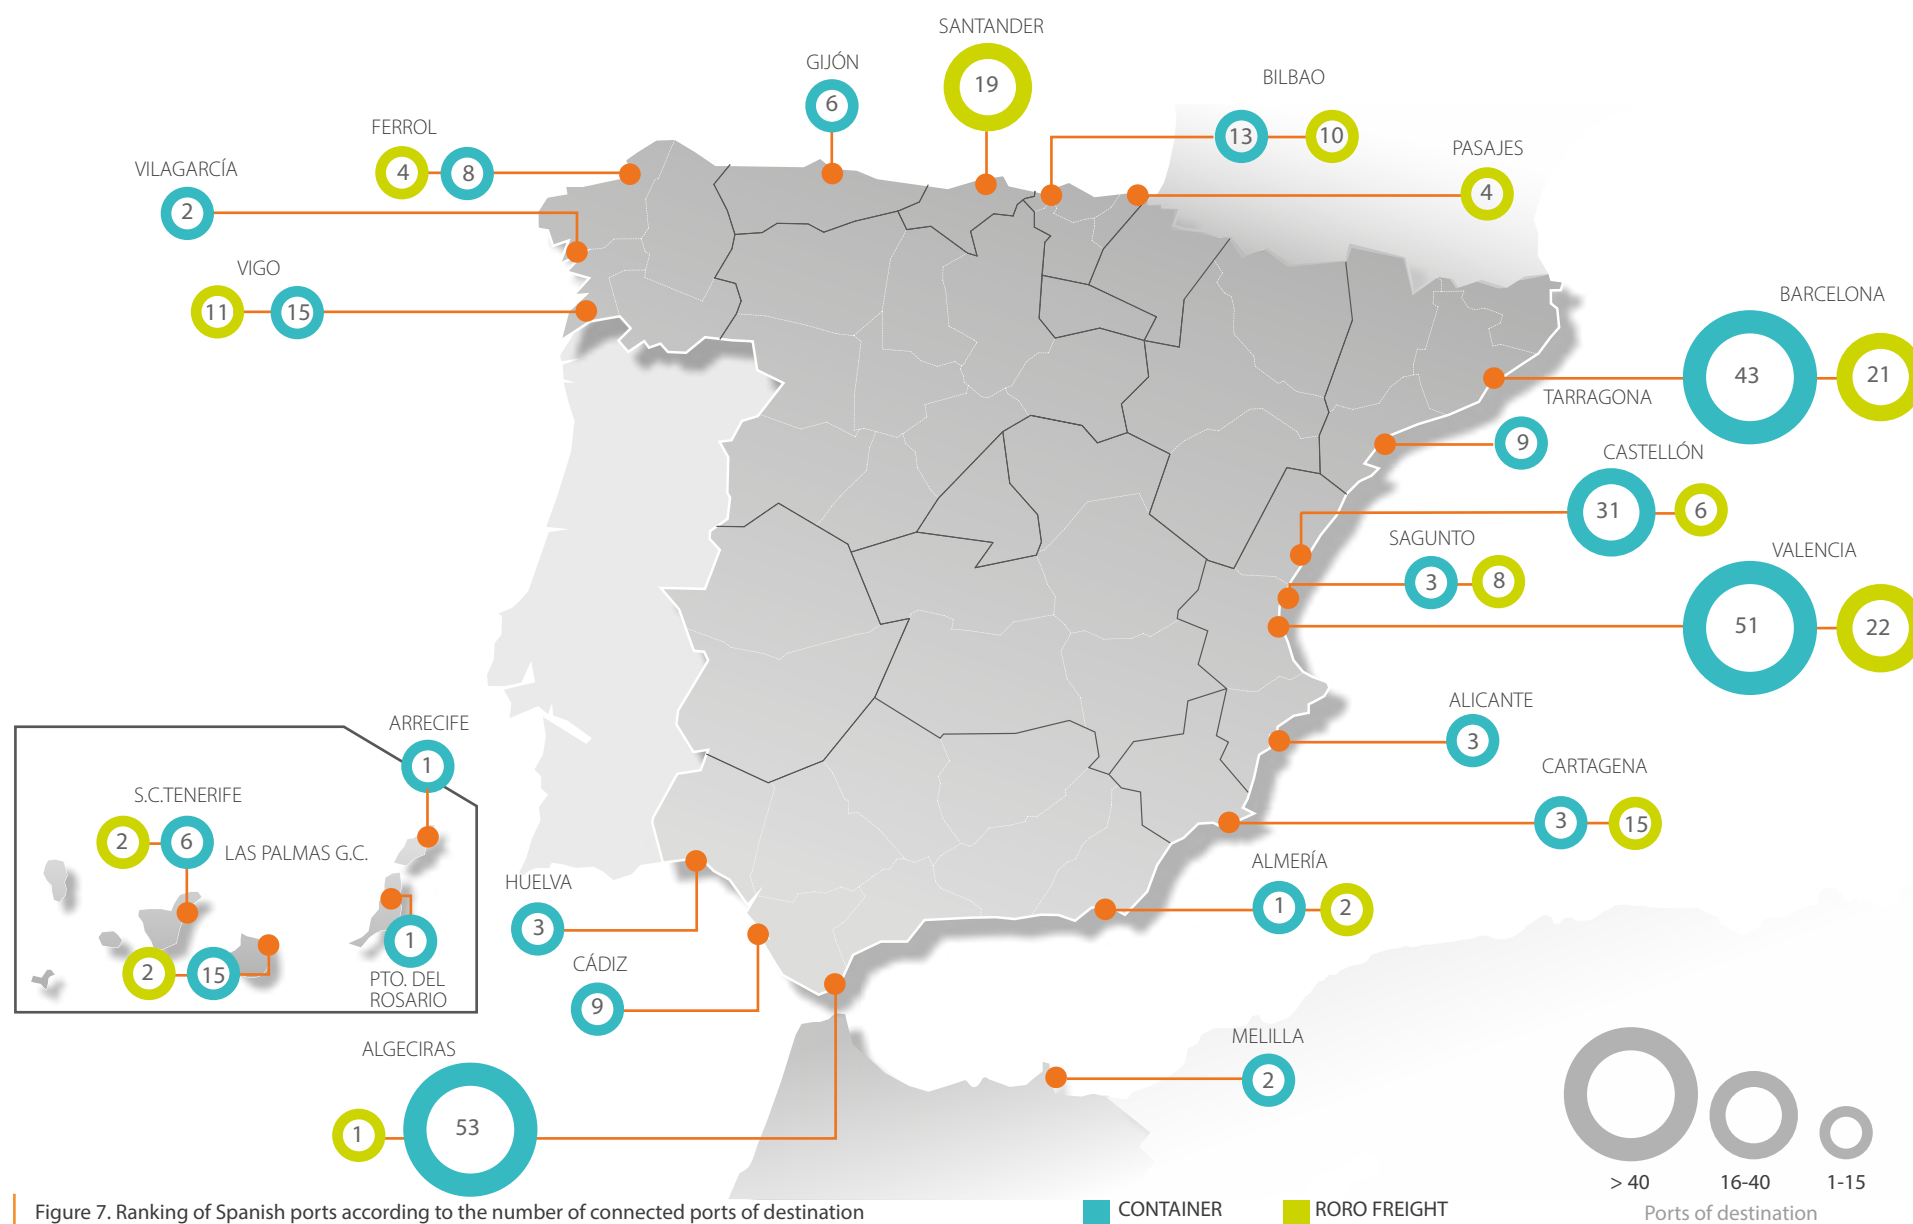 SANTANDER
19
GIJÓN
6
BILBAO
13
10
FERROL
4
8
PASAJES
4
VILAGARCÍA
2
VIGO
11
15
BARCELONA
43
21
TARRAGONA
9
CASTELLÓN
31
6
SAGUNTO
3
8
VALENCIA
51
22
ALICANTE
3
ARRECIFE
1
CARTAGENA
3
15
S.C.TENERIFE
2
6
LAS PALMAS G.C.
2
15
1
PTO. DEL
ROSARIO
ALMERÍA
1
2
HUELVA
3
CÁDIZ
9
MELILLA
2
ALGECIRAS
1
53
> 40
16-40
1-15
Ports of destination
CONTAINER
RORO FREIGHT
Figure 7. Ranking of Spanish ports according to the number of connected ports of destination